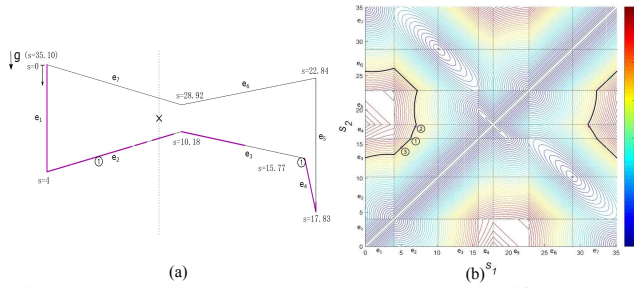 g
(s=35.10)
s=0
e₇
s=28.92
e₆
s=22.84
e₁
e₅
s=10.18
e₂
①
e₃
s=15.77
①
e₄
s=4
s=17.83
(a)
35
30
25
20
15
10
5
0
e₇
e₆
e₅
e₄
e₃
e₂
e₁
s₂
②
①
③
0 5 10 15 20 25 30 35
e₁ e₂ e₃ e₄ e₅ e₆ e₇
(b) s₁